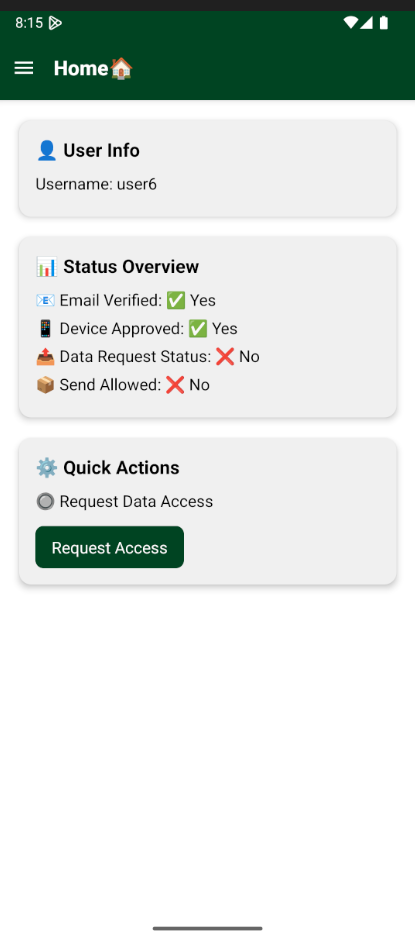 8:15
Home🏠
👤 User Info
Username: user6
📊 Status Overview
📧 Email Verified: ✅ Yes
📱 Device Approved: ✅ Yes
📤 Data Request Status: ❌ No
📦 Send Allowed: ❌ No
⚙️ Quick Actions
🔘 Request Data Access
Request Access